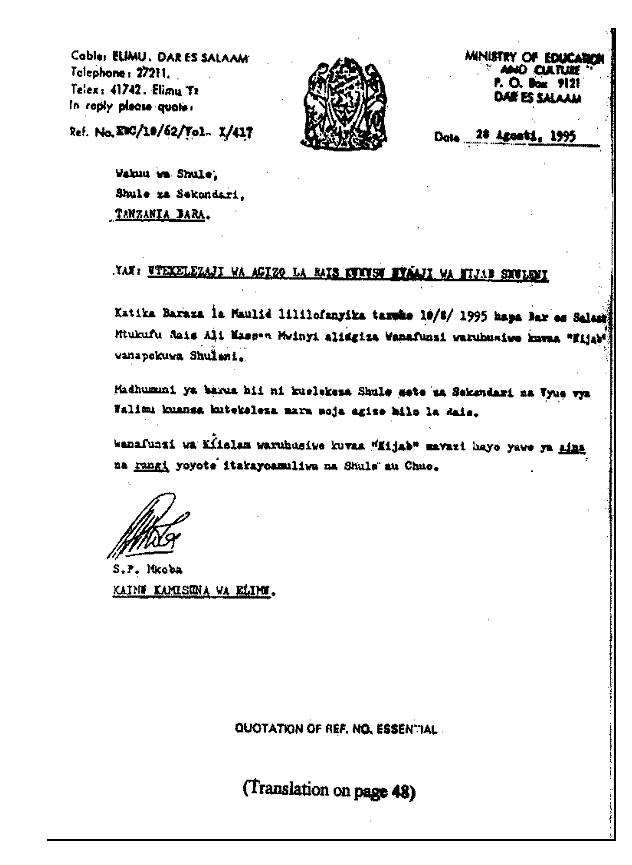 Cable: ELIMU. DAR ES SALAAM
Telephone: 27211.
Telex: 41742. Elimu Tz
In reply please quote:
Ref. No. EDC/10/62/Vol. I/417
MINISTRY OF EDUCATION
AND CULTURE
P. O. Box 9121
DAR ES SALAAM
Date 28 Agosti, 1995
Wakuu wa Shule,
Shule za Sekondari,
TANZANIA BARA.
YAH: UTEKELEZAJI WA AGIZO LA RAIS KUHUSU UVAAJI WA HIJAB SHULENI
Katika Baraza la Maulid lililofanyika tarehe 10/8/ 1995 hapa Dar es Salaam
Mtukufu Rais Ali Hassan Mwinyi aliagiza Wanafunzi waruhusiwe kuvaa "Hijab"
wanapokuwa Shuleni.
Madhumuni ya barua hii ni kuelekeza Shule zote za Sekondari na Vyuo vya
Walimu kuanza kutekeleza mara moja agizo hilo la Rais.
Wanafunzi wa Kiislam waruhusiwe kuvaa "Hijab" mavazi hayo yawe ya aina
na rangi yoyote itakayoamuliwa na Shule au Chuo.
S.P. Mkoba
KAIMU KAMISHNA WA ELIMU.
QUOTATION OF REF. NO. ESSENTIAL
(Translation on page 48)